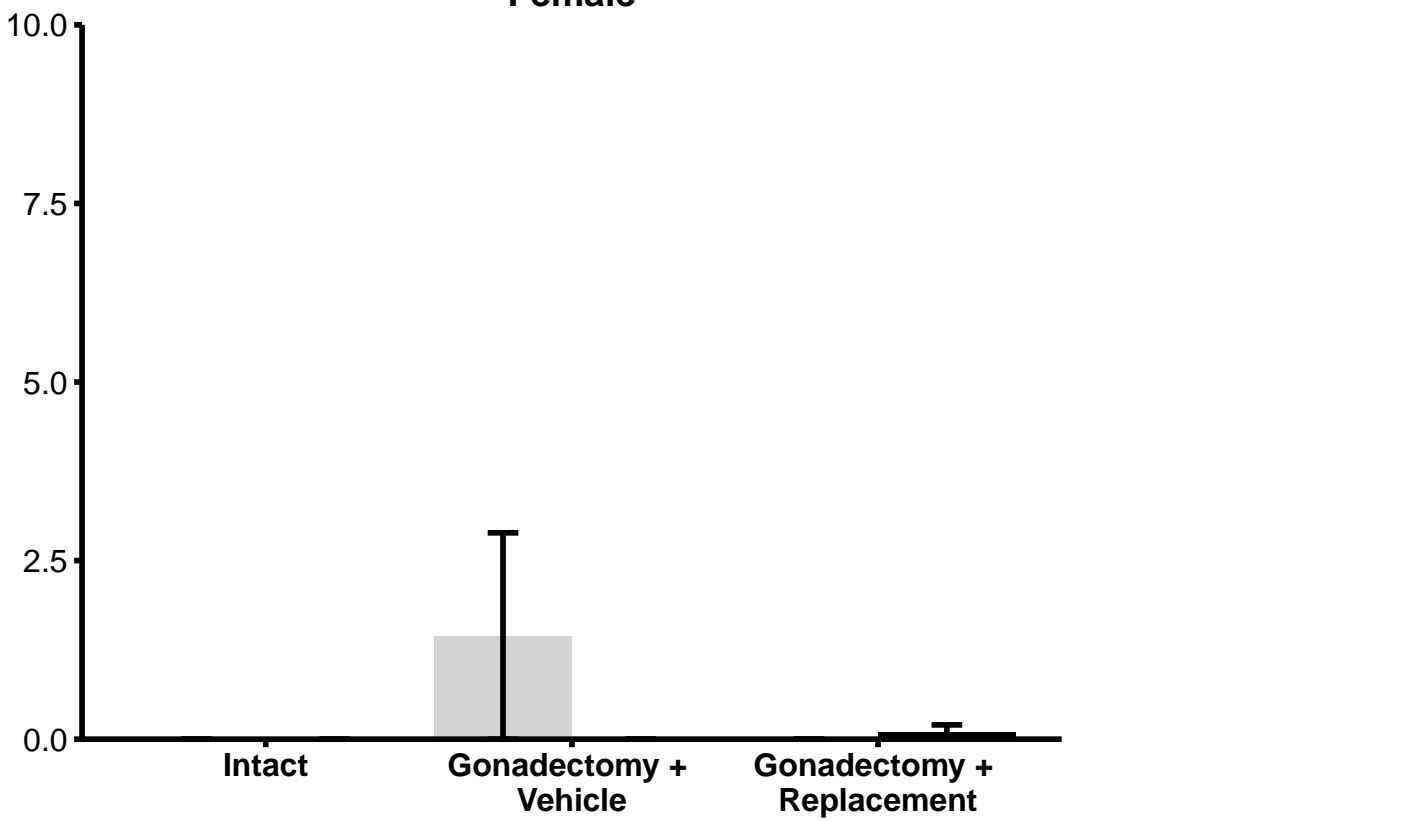 Female
10.0
7.5
5.0
2.5
0.0
Intact
Gonadectomy +
Vehicle
Gonadectomy +
Replacement